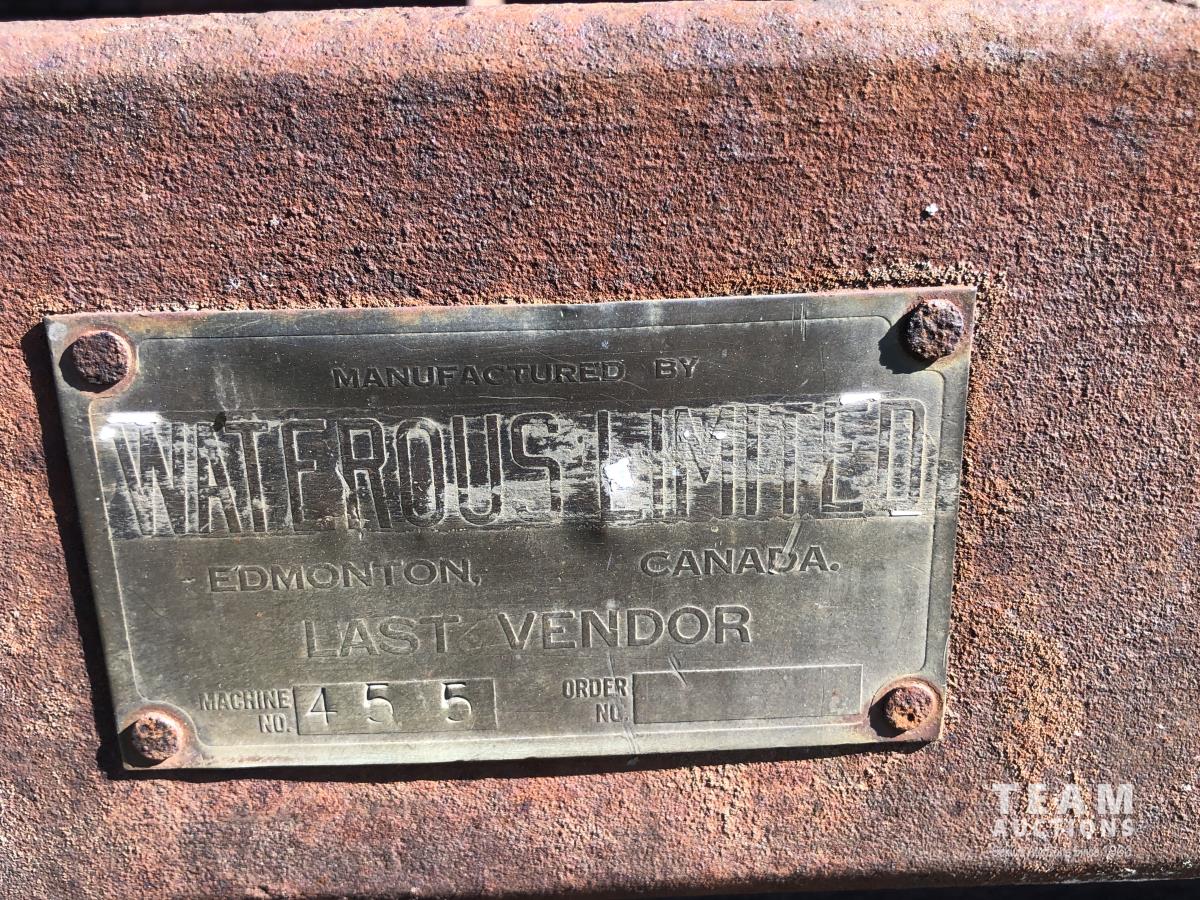 MANUFACTURED BY
WATEROUS LIMITED
EDMONTON, CANADA.
LAST VENDOR
MACHINE NO. 455 ORDER NO.
TEAM
AUCTIONS